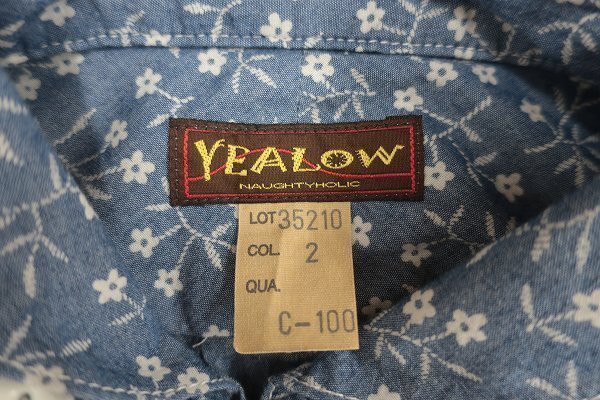 YEALOW
NAUGHTYHOLIC
LOT 35210
COL. 2
QUA.
C-100